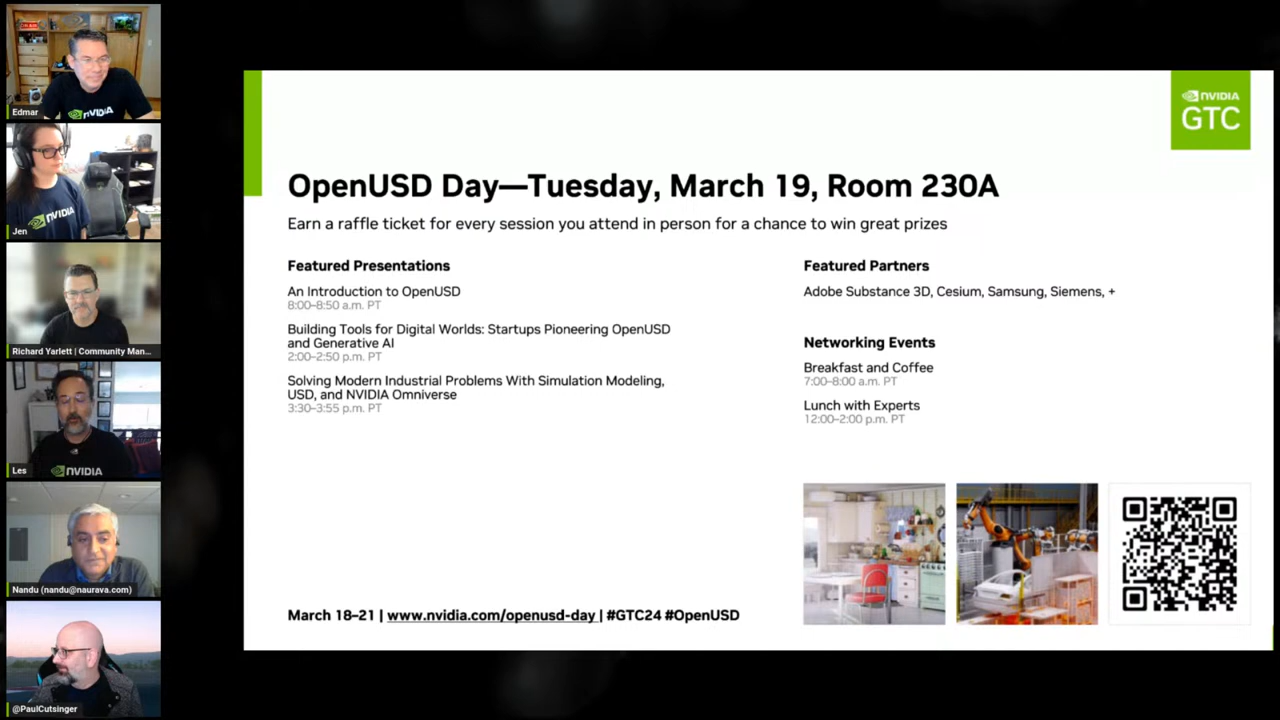 Edmar
Jen
Richard Yarlett | Community Man...
Les
Nandu (nandu@naurava.com)
@PaulCutsinger
NVIDIA
NVIDIA
NVIDIA
NVIDIA
GTC
OpenUSD Day—Tuesday, March 19, Room 230A
Earn a raffle ticket for every session you attend in person for a chance to win great prizes
Featured Presentations
An Introduction to OpenUSD
8:00–8:50 a.m. PT
Building Tools for Digital Worlds: Startups Pioneering OpenUSD
and Generative AI
2:00–2:50 p.m. PT
Solving Modern Industrial Problems With Simulation Modeling,
USD, and NVIDIA Omniverse
3:30–3:55 p.m. PT
Featured Partners
Adobe Substance 3D, Cesium, Samsung, Siemens, +
Networking Events
Breakfast and Coffee
7:00–8:00 a.m. PT
Lunch with Experts
12:00–2:00 p.m. PT
March 18–21 | www.nvidia.com/openusd-day | #GTC24 #OpenUSD